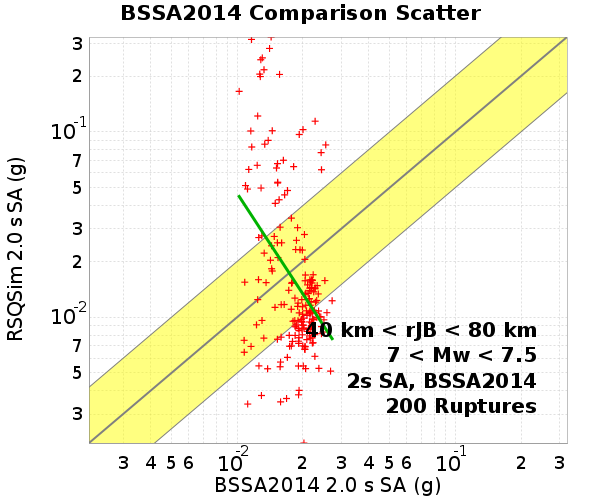 BSSA2014 Comparison Scatter
RSQSim 2.0 s SA (g)
3
2
10-1
7
5
3
2
10-2
7
5
3
40 km < rJB < 80 km
7 < Mw < 7.5
2s SA, BSSA2014
200 Ruptures
3 4 5 6 10-2 2 3 4 5 6 10-1 2 3
BSSA2014 2.0 s SA (g)